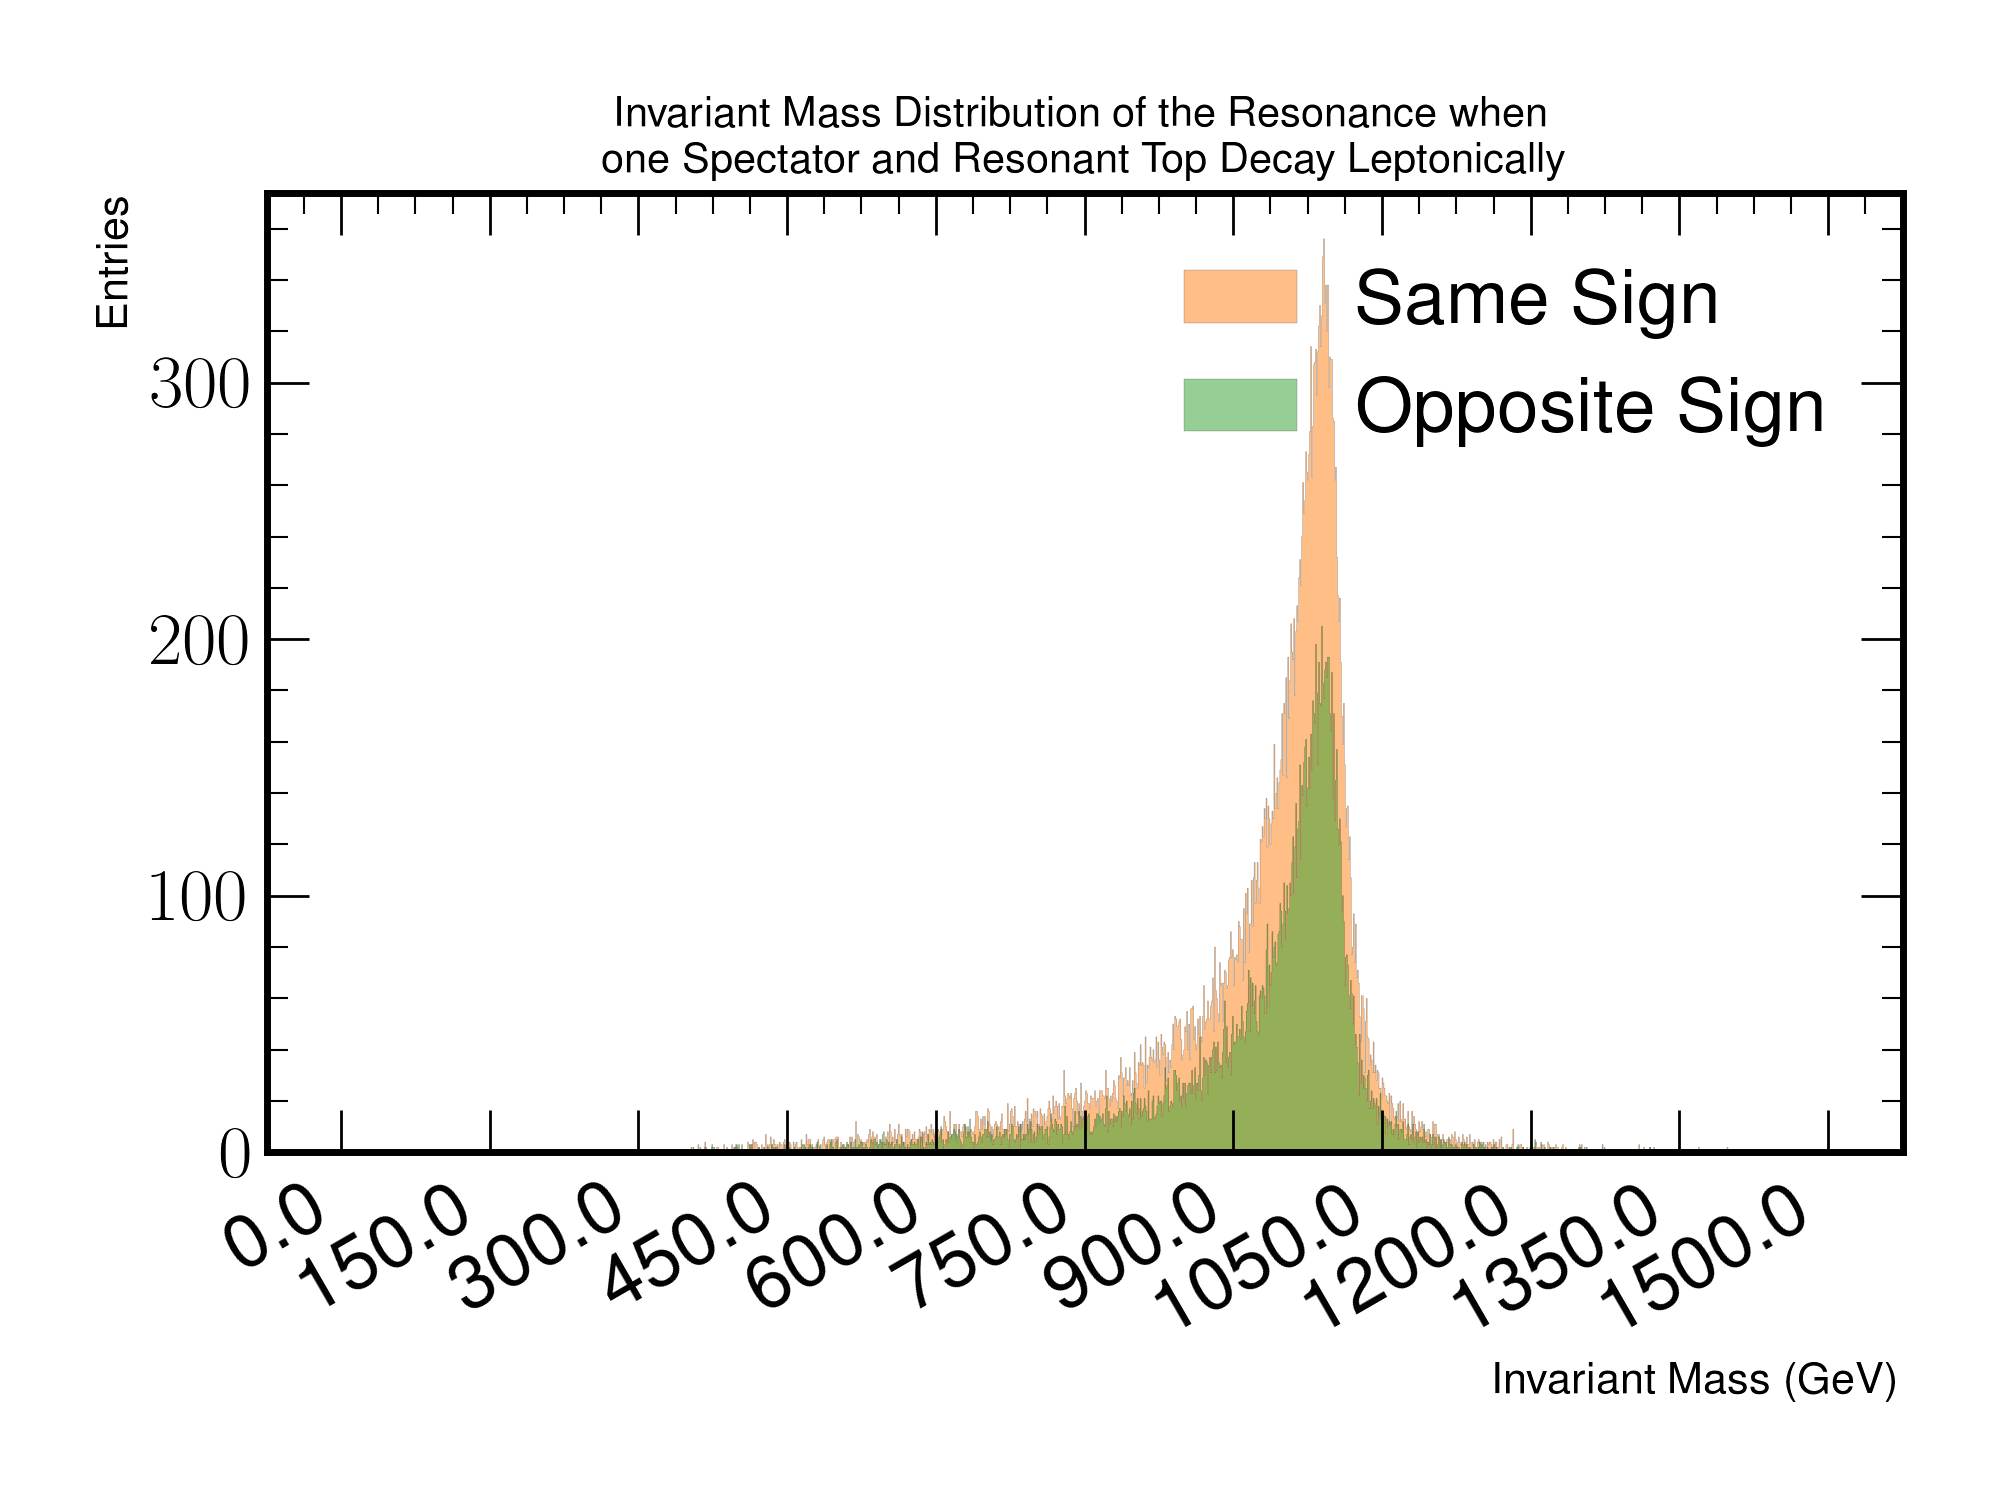 Invariant Mass Distribution of the Resonance when
one Spectator and Resonant Top Decay Leptonically
Entries
Same Sign
Opposite Sign
300
200
100
0
0.0
150.0
300.0
450.0
600.0
750.0
900.0
1050.0
1200.0
1350.0
1500.0
Invariant Mass (GeV)